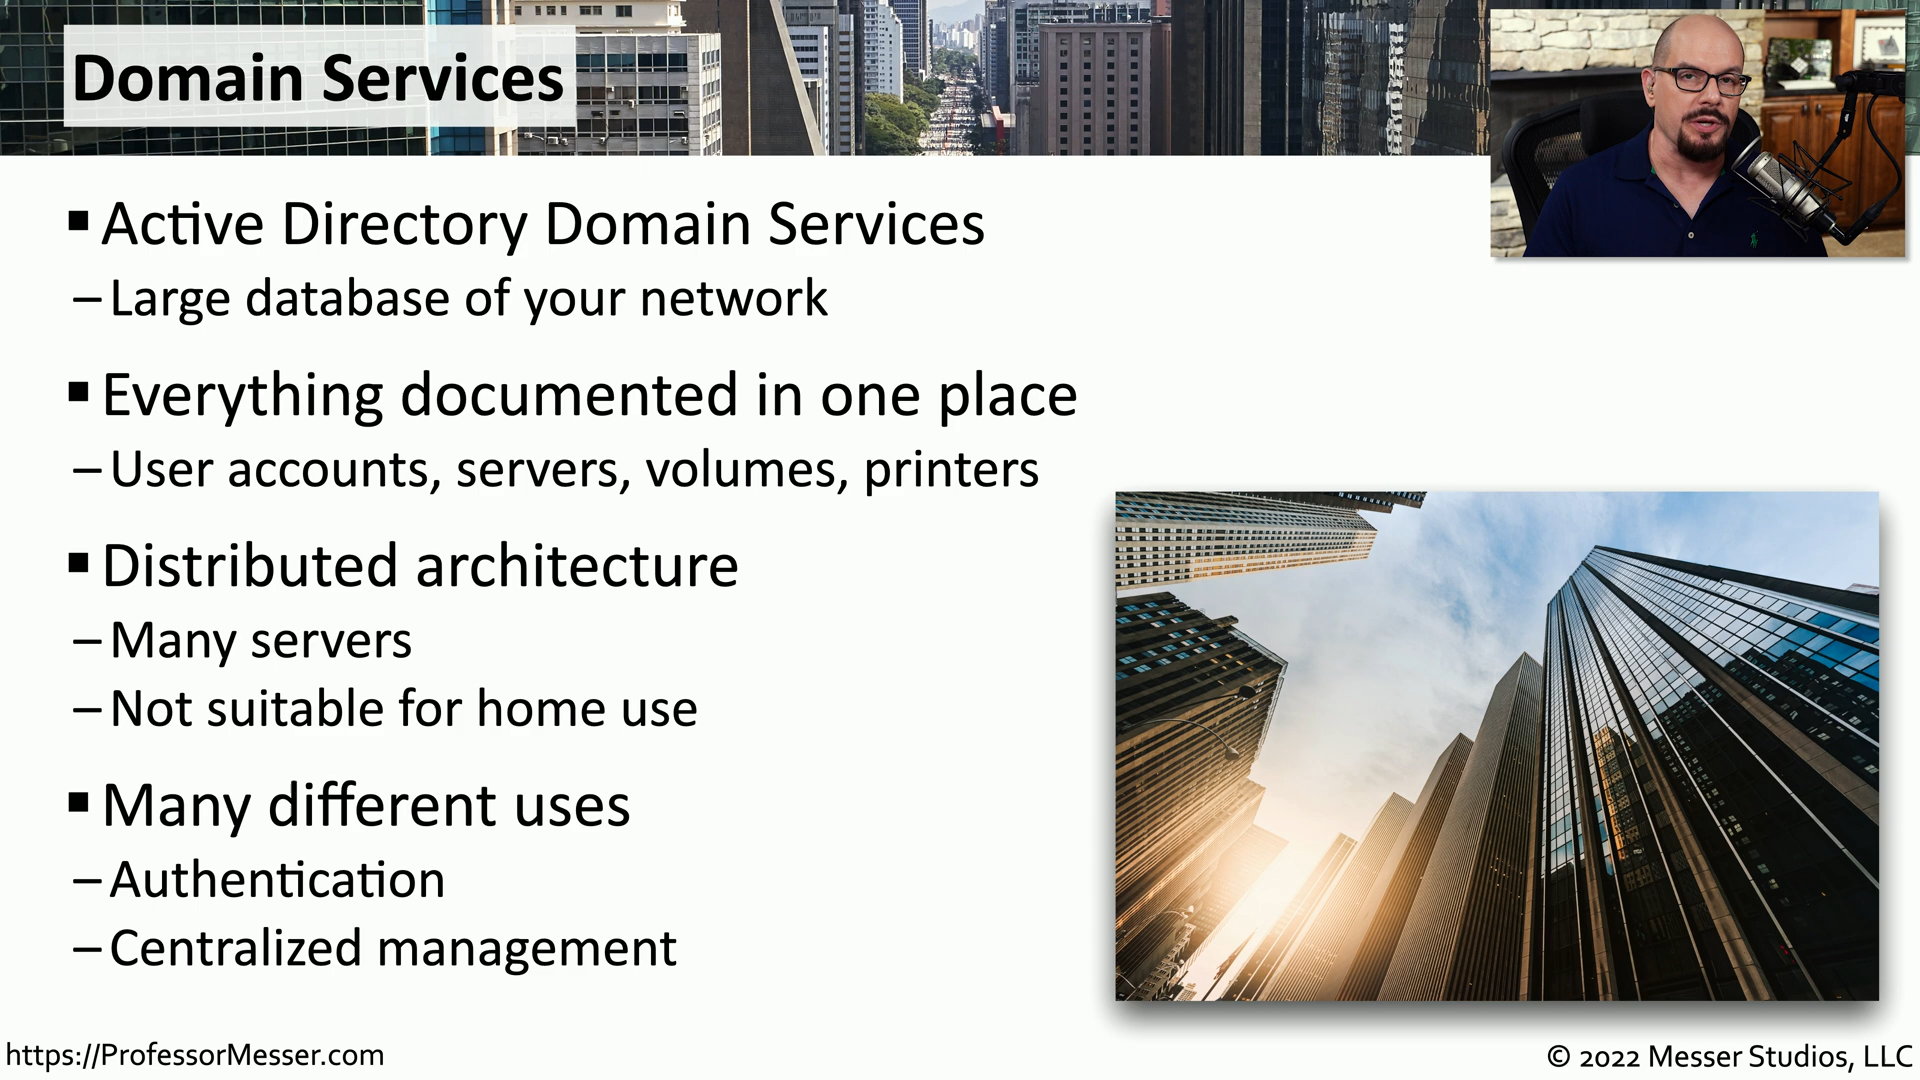 Domain Services
▪ Active Directory Domain Services
– Large database of your network
▪ Everything documented in one place
– User accounts, servers, volumes, printers
▪ Distributed architecture
– Many servers
– Not suitable for home use
▪ Many different uses
– Authentication
– Centralized management
https://ProfessorMesser.com
© 2022 Messer Studios, LLC